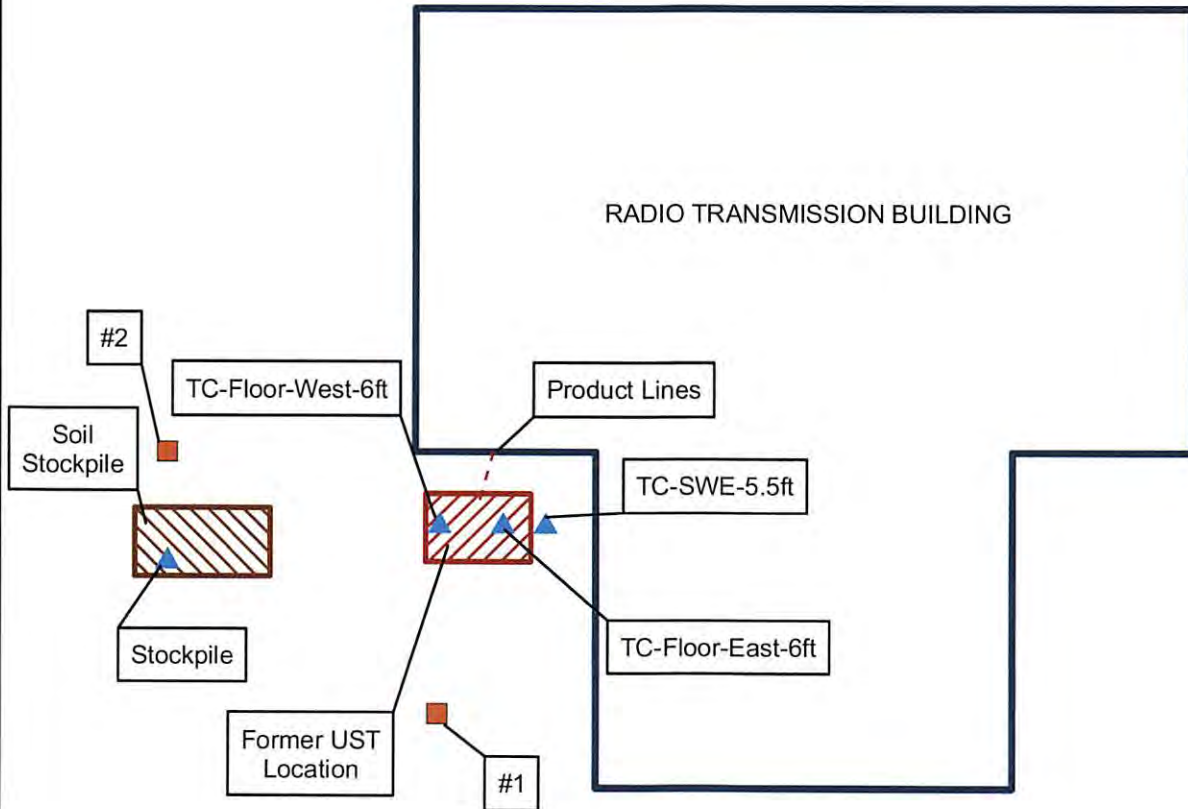 RADIO TRANSMISSION BUILDING
#2
TC-Floor-West-6ft
Product Lines
Soil
Stockpile
TC-SWE-5.5ft
Stockpile
TC-Floor-East-6ft
Former UST
Location
#1